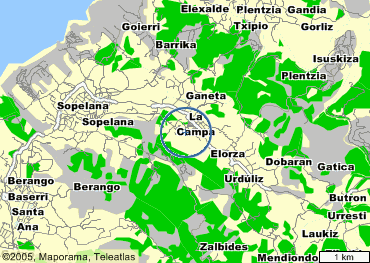 Elexalde
Plentzia
Gandia
Goierri
Txipio
Gorliz
Barrika
Isuskiza
Plentzia
Ganeta
Sopelana
La
Campa
Sopelana
Elorza
Dobaran
Gatica
Berango
Urdúliz
Berango
Baserri
Butron
Santa
Ana
Urresti
Laukiz
Zalbides
Mendiondo
©2005, Maporama, Teleatlas
1 km